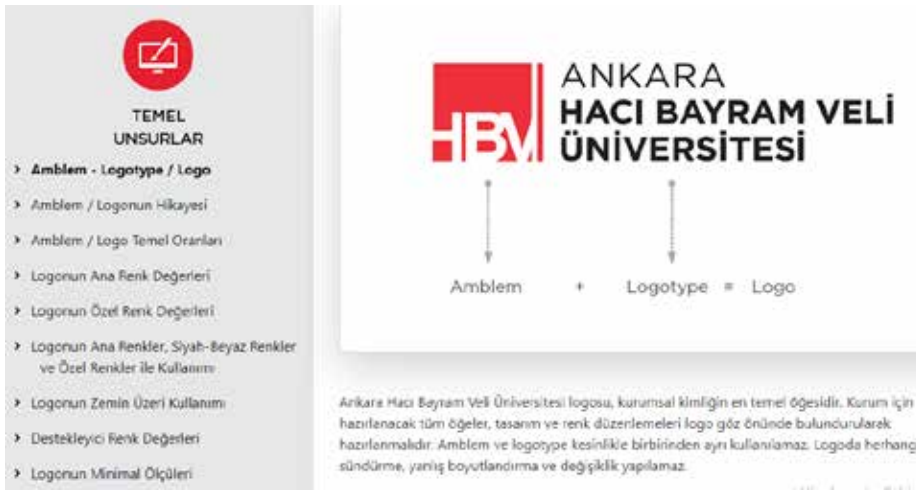 TEMEL
UNSURLAR
› Amblem - Logotype / Logo
› Amblem / Logonun Hikayesi
› Amblem / Logo Temel Oranları
› Logonun Ana Renk Değerleri
› Logonun Özel Renk Değerleri
› Logonun Ana Renkler, Siyah-Beyaz Renkler
ve Özel Renkler ile Kullanımı
› Logonun Zemin Üzeri Kullanımı
› Destekleyici Renk Değerleri
› Logonun Minimal Ölçüleri
HBV
ANKARA
HACI BAYRAM VELİ
ÜNİVERSİTESİ
Amblem + Logotype = Logo
Ankara Hacı Bayram Veli Üniversitesi logosu, kurumsal kimliğin en temel öğesidir. Kurum için
hazırlanacak tüm öğeler, tasarım ve renk düzenlemeleri logo göz önünde bulundurularak
hazırlanmalıdır. Amblem ve logotype kesinlikle birbirinden ayrı kullanılamaz. Logoda herhang
sündürme, yanlış boyutlandırma ve değişiklik yapılamaz.